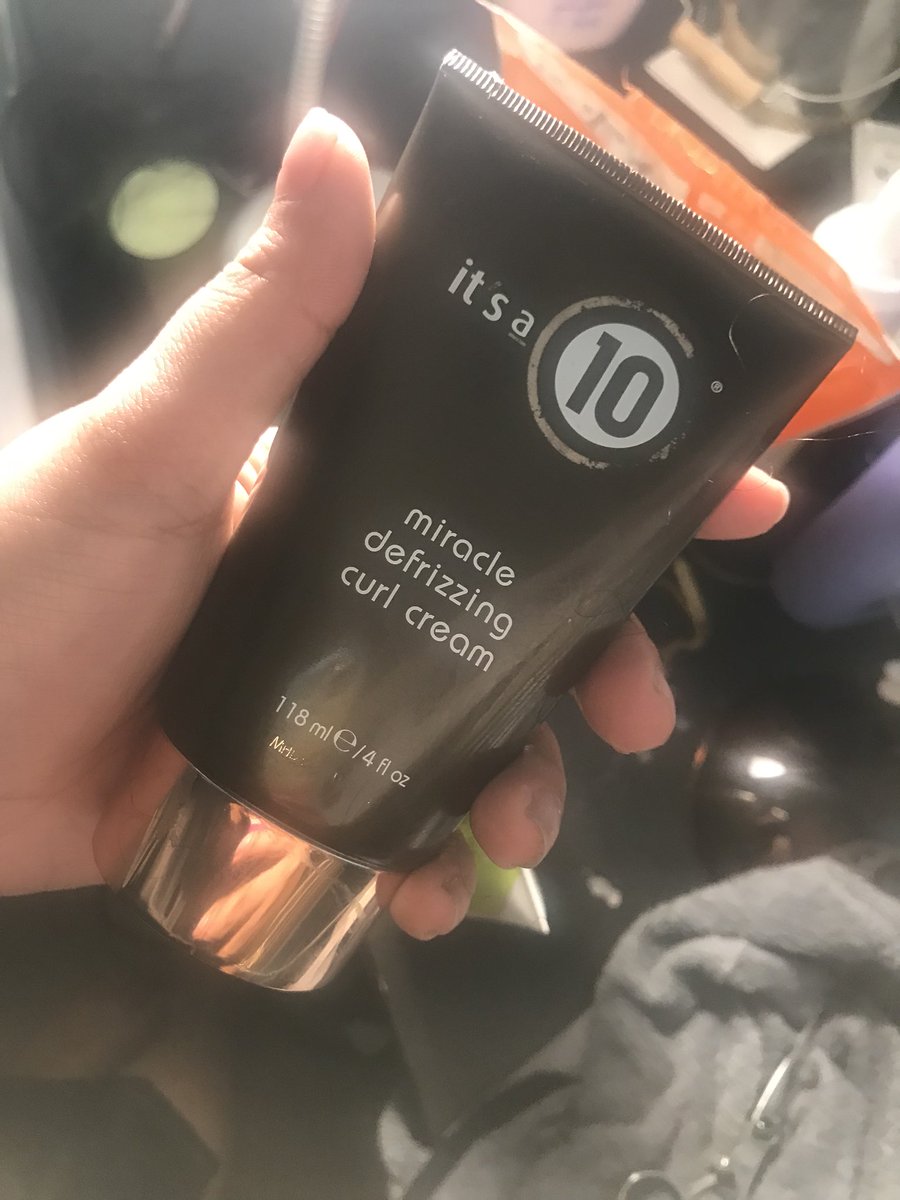 it's a 10 ®
miracle
defrizzing
curl cream
118 ml ℮/4 fl oz